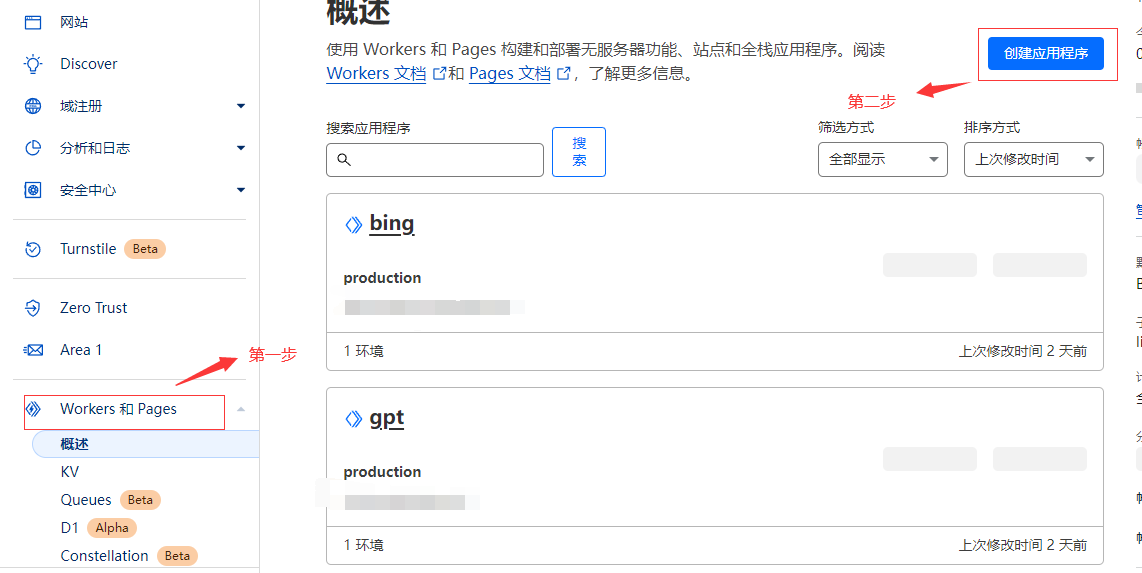 网站
Discover
域注册
分析和日志
安全中心
Turnstile Beta
Zero Trust
Area 1
第一步
Workers 和 Pages
概述
KV
Queues Beta
D1 Alpha
Constellation Beta
概述
使用 Workers 和 Pages 构建和部署无服务器功能、站点和全栈应用程序。阅读
Workers 文档 和 Pages 文档 ，了解更多信息。
创建应用程序
第二步
搜索应用程序
搜
索
筛选方式
全部显示
排序方式
上次修改时间
bing
production
1 环境
上次修改时间 2 天前
gpt
production
1 环境
上次修改时间 2 天前